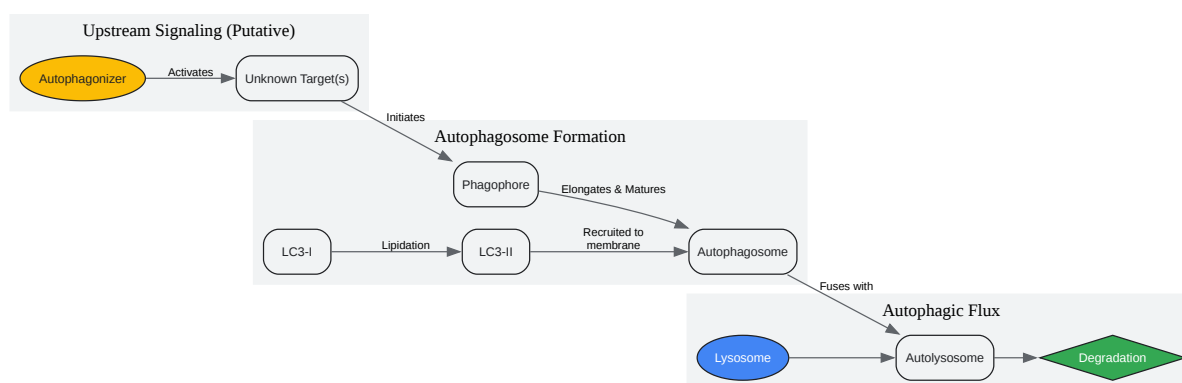 Upstream Signaling (Putative)
Autophagonizer
Activates
Unknown Target(s)
Initiates
Autophagosome Formation
Phagophore
Elongates & Matures
LC3-I
Lipidation
LC3-II
Recruited to
membrane
Autophagosome
Fuses with
Autophagic Flux
Lysosome
Autolysosome
Degradation